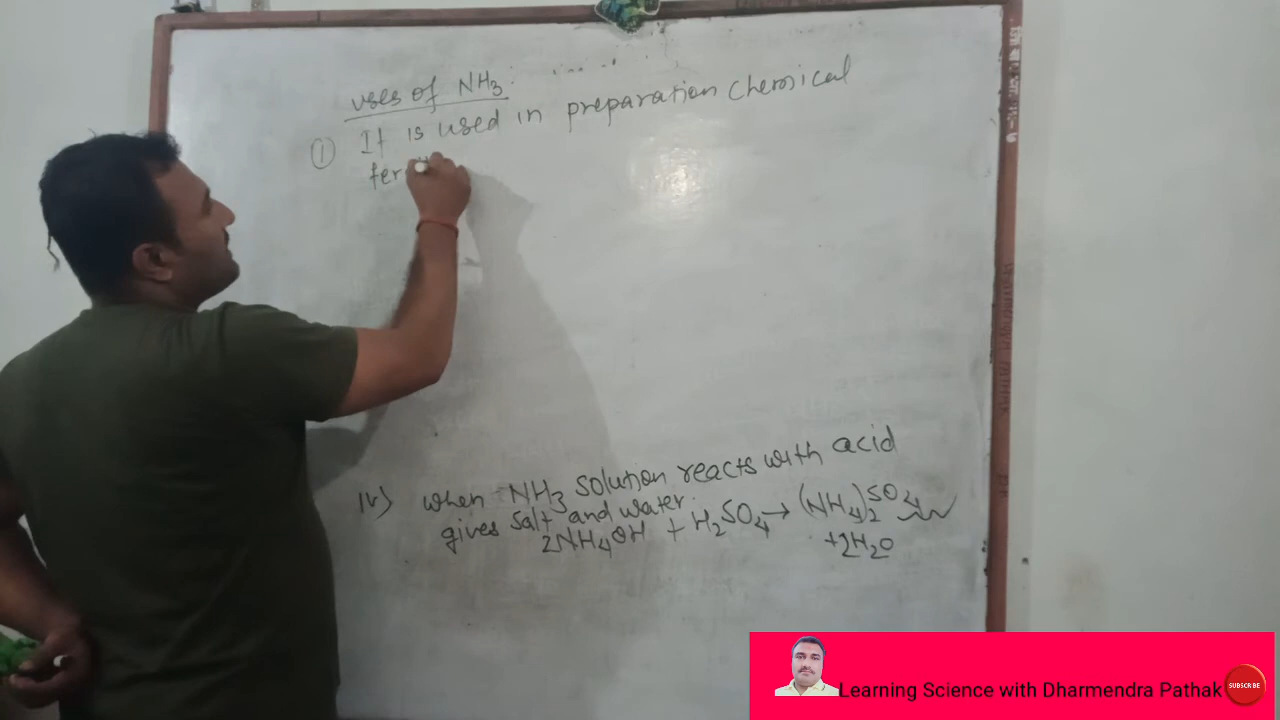 uses of NH3:
① It is used in preparation chemical
fer
iv) when NH3 solution reacts with acid
gives salt and water.
2NH4OH + H2SO4 → (NH4)2SO4
+2H2O
Learning Science with Dharmendra Pathak
SUBSCRIBE